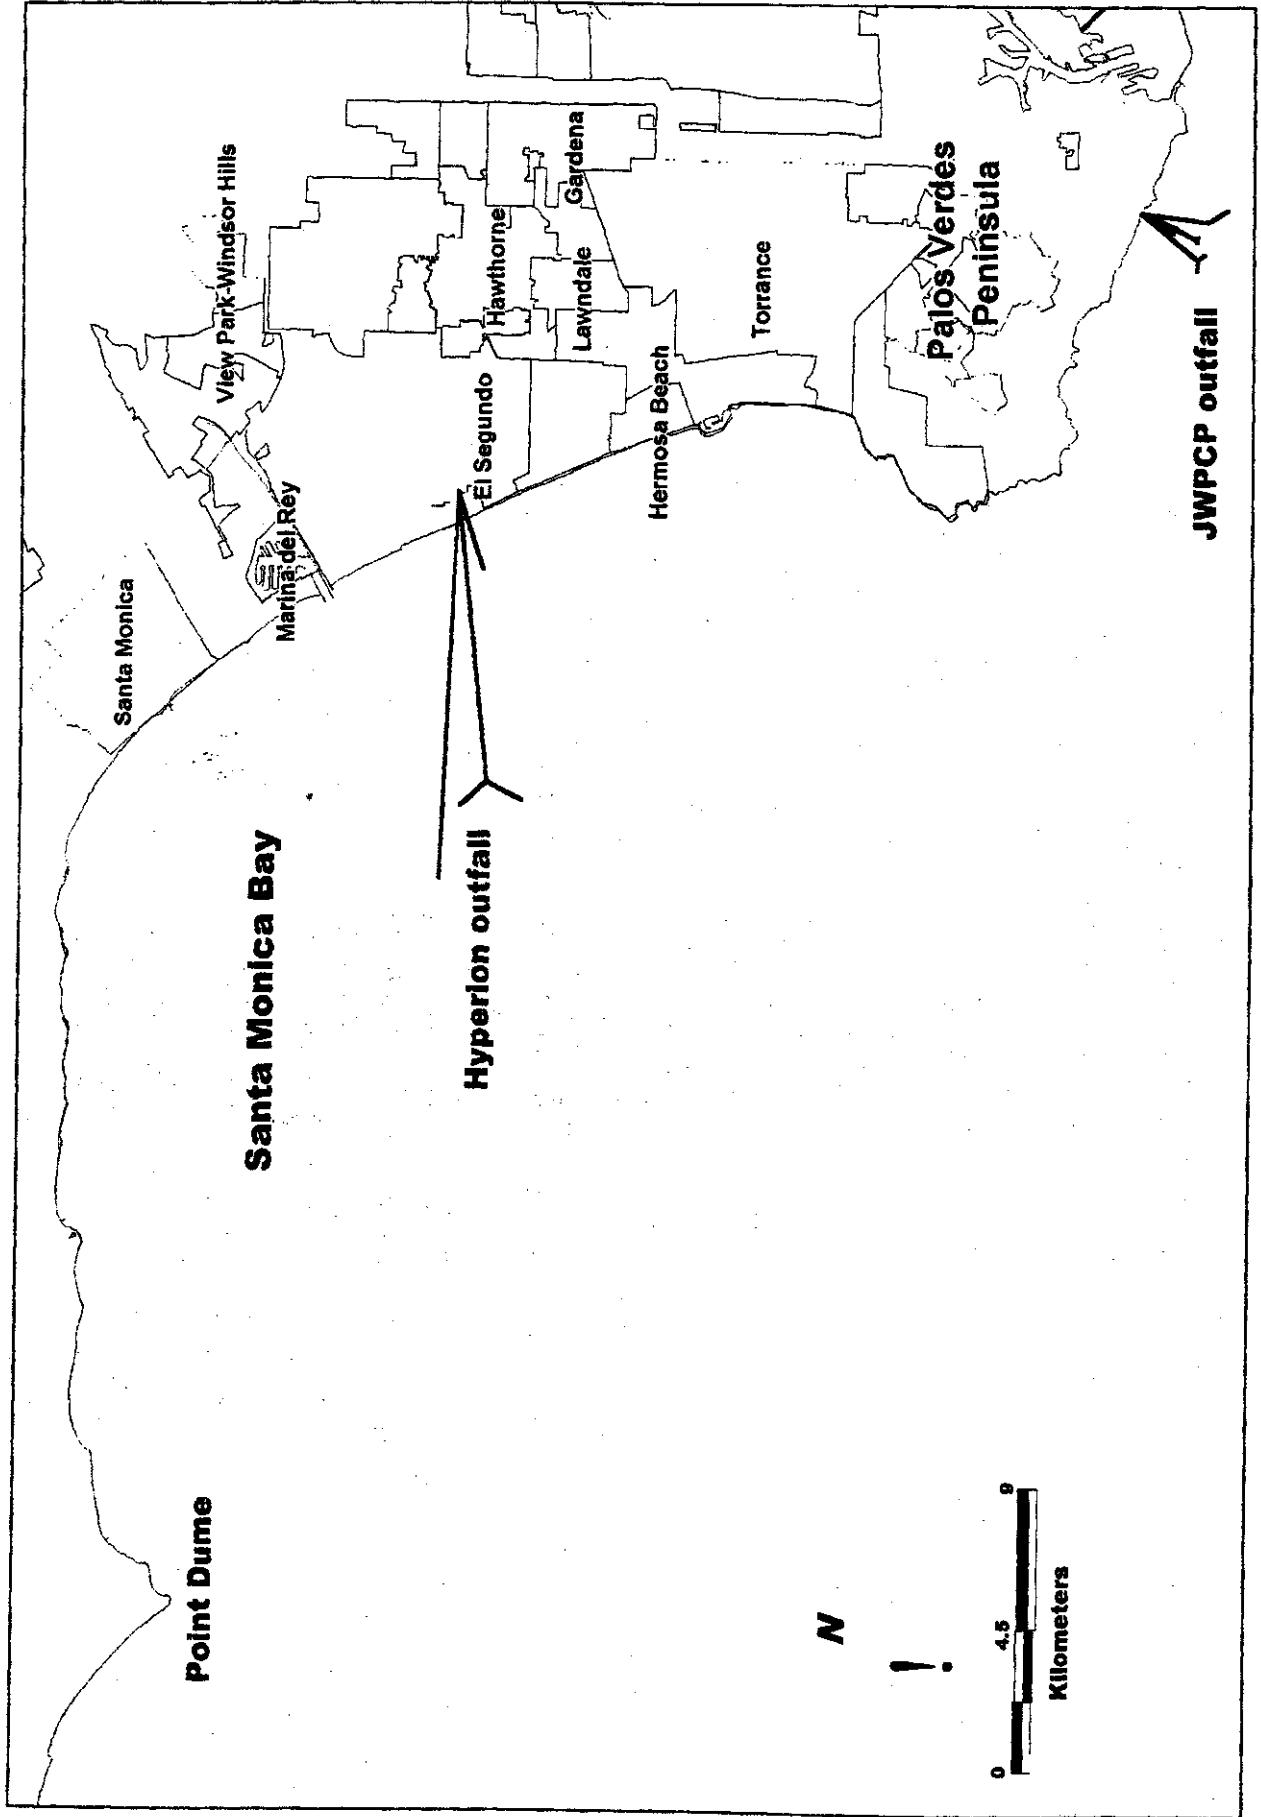 Santa Monica
View Park-Windsor Hills
Marina del Rey
Point Dume
Santa Monica Bay
El Segundo
Hawthorne
Hyperion outfall
Lawndale
Gardena
Hermosa Beach
Torrance
N
Palos Verdes
Peninsula
0 4.5 9
Kilometers
JWPCP outfall